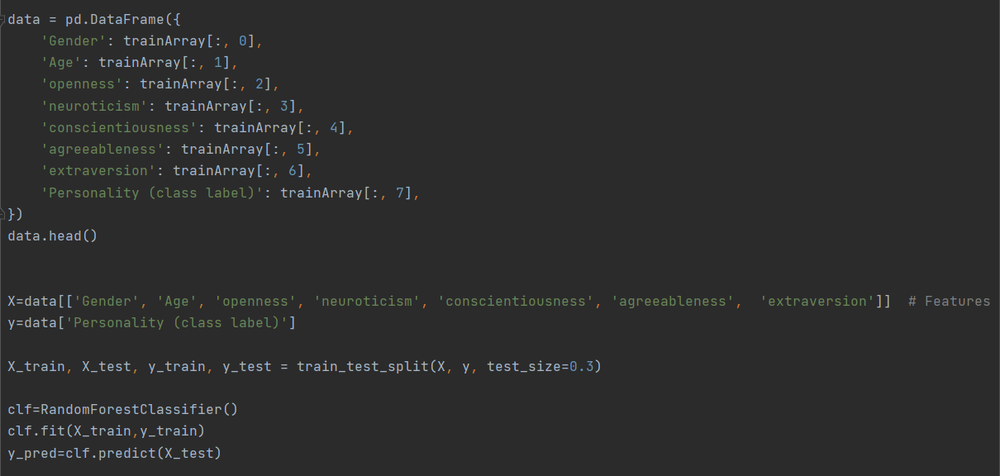 data = pd.DataFrame({
    'Gender': trainArray[:, 0],
    'Age': trainArray[:, 1],
    'openness': trainArray[:, 2],
    'neuroticism': trainArray[:, 3],
    'conscientiousness': trainArray[:, 4],
    'agreeableness': trainArray[:, 5],
    'extraversion': trainArray[:, 6],
    'Personality (class label)': trainArray[:, 7],
})
data.head()
X=data[['Gender', 'Age', 'openness', 'neuroticism', 'conscientiousness', 'agreeableness',  'extraversion']]  # Features
y=data['Personality (class label)']
X_train, X_test, y_train, y_test = train_test_split(X, y, test_size=0.3)
clf=RandomForestClassifier()
clf.fit(X_train,y_train)
y_pred=clf.predict(X_test)